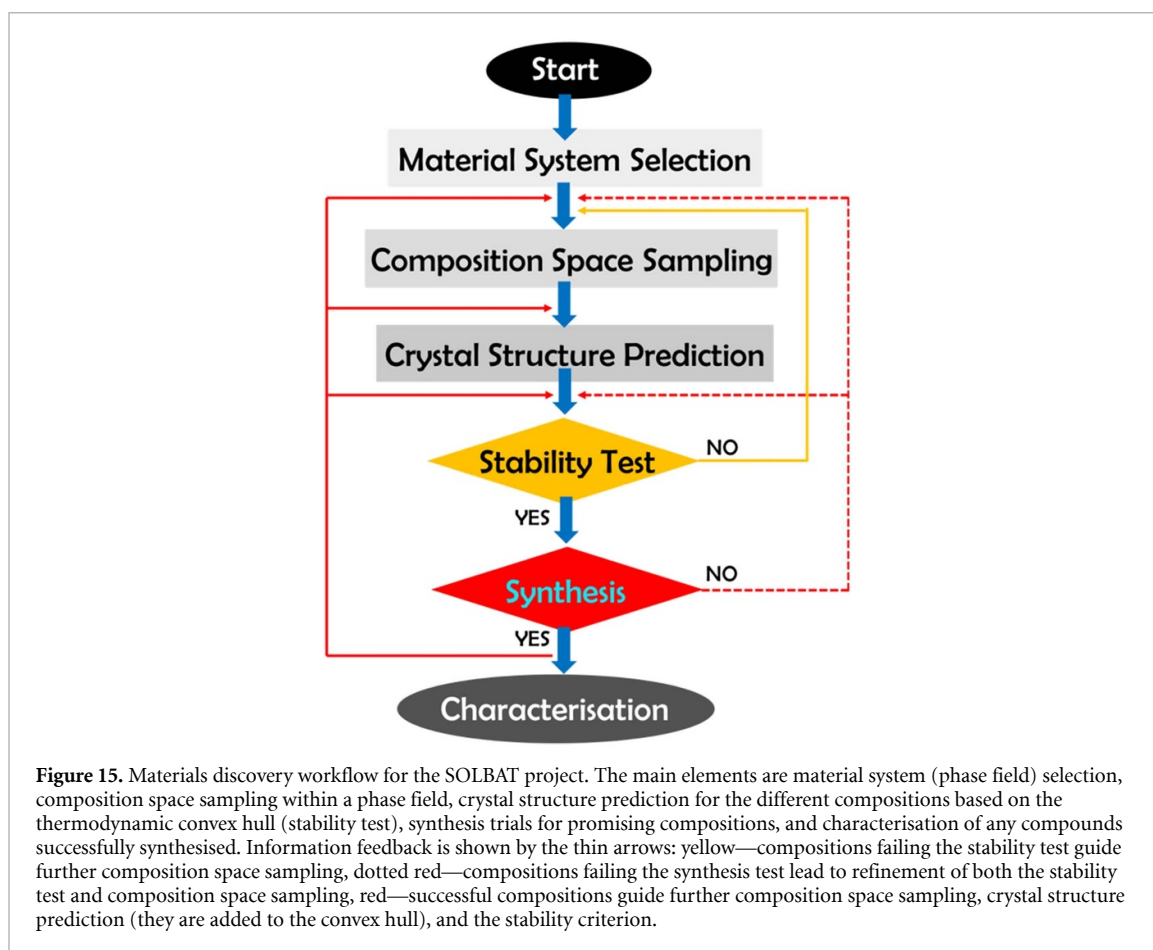 Start
Material System Selection
Composition Space Sampling
Crystal Structure Prediction
Stability Test
NO
YES
Synthesis
NO
YES
Characterisation
Figure 15. Materials discovery workflow for the SOLBAT project. The main elements are material system (phase field) selection,
composition space sampling within a phase field, crystal structure prediction for the different compositions based on the
thermodynamic convex hull (stability test), synthesis trials for promising compositions, and characterisation of any compounds
successfully synthesised. Information feedback is shown by the thin arrows: yellow—compositions failing the stability test guide
further composition space sampling, dotted red—compositions failing the synthesis test lead to refinement of both the stability
test and composition space sampling, red—successful compositions guide further composition space sampling, crystal structure
prediction (they are added to the convex hull), and the stability criterion.